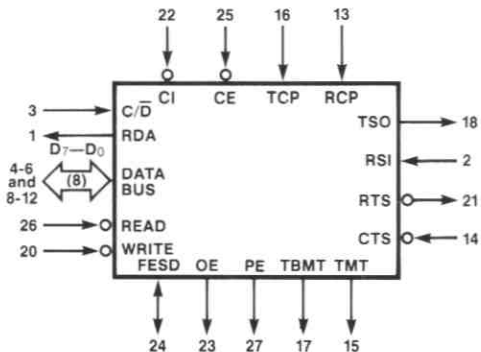 22 25 16 13
CI CE TCP RCP
3 C/D̅ TSO 18
1 RDA
D₇—D₀ RSI 2
4-6 and 8-12 (8) DATA BUS
RTS 21
26 READ
CTS 14
20 WRITE
FESD OE PE TBMT TMT
24 23 27 17 15